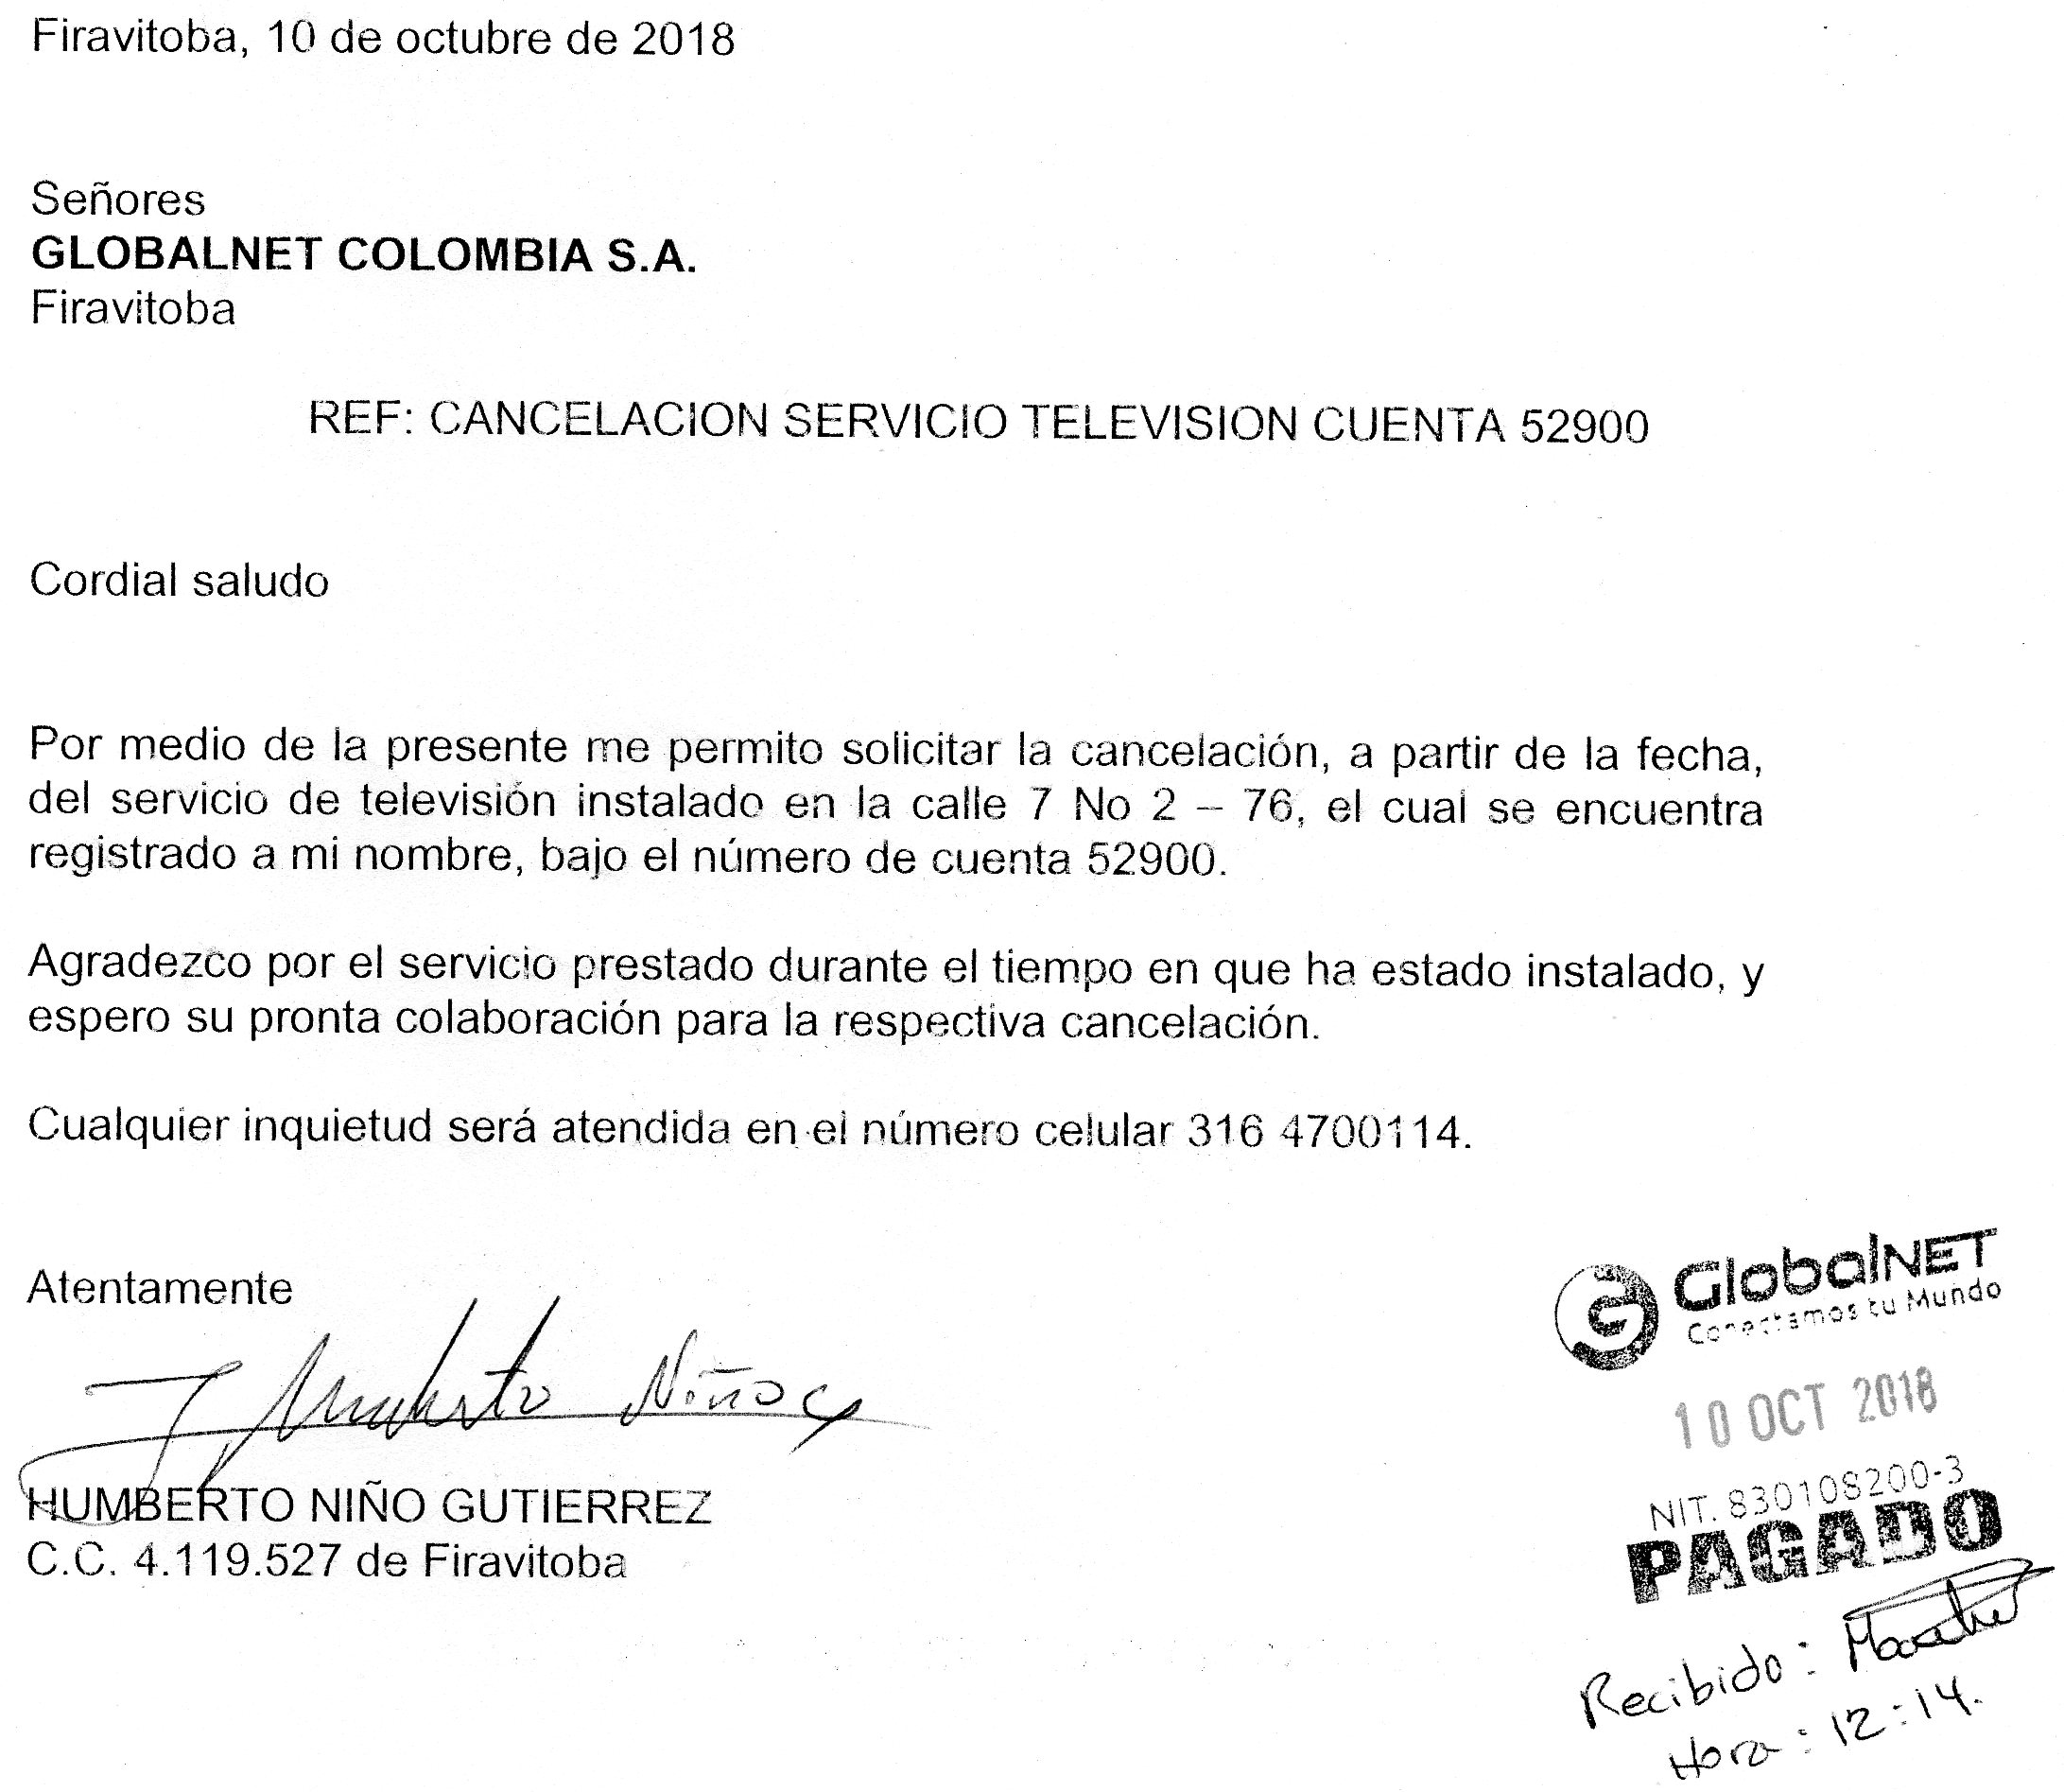 Firavitoba, 10 de octubre de 2018
Señores
GLOBALNET COLOMBIA S.A.
Firavitoba
REF: CANCELACION SERVICIO TELEVISION CUENTA 52900
Cordial saludo
Por medio de la presente me permito solicitar la cancelación, a partir de la fecha,
del servicio de televisión instalado en la calle 7 No 2 – 76, el cual se encuentra
registrado a mi nombre, bajo el número de cuenta 52900.
Agradezco por el servicio prestado durante el tiempo en que ha estado instalado, y
espero su pronta colaboración para la respectiva cancelación.
Cualquier inquietud será atendida en el número celular 316 4700114.
Atentamente
Humberto Niño G
HUMBERTO NIÑO GUTIERREZ
C.C. 4.119.527 de Firavitoba
GlobalNET
Conectamos tu Mundo
10 OCT 2018
NIT. 830108200-3
PAGADO
Recibido:
Hora: 12:14.